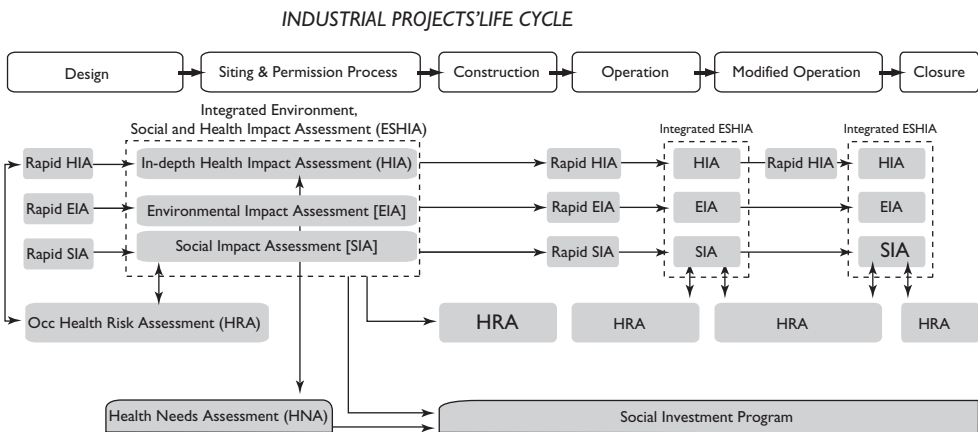 INDUSTRIAL PROJECTS'LIFE CYCLE
Design
Siting & Permission Process
Construction
Operation
Modified Operation
Closure
Integrated Environment,
Social and Health Impact Assessment (ESHIA)
Integrated ESHIA
Integrated ESHIA
Rapid HIA
In-depth Health Impact Assessment (HIA)
Rapid HIA
HIA
Rapid HIA
HIA
Rapid EIA
Environmental Impact Assessment [EIA]
Rapid EIA
EIA
EIA
Rapid SIA
Social Impact Assessment [SIA]
Rapid SIA
SIA
SIA
Occ Health Risk Assessment (HRA)
HRA
HRA
HRA
HRA
Health Needs Assessment (HNA)
Social Investment Program